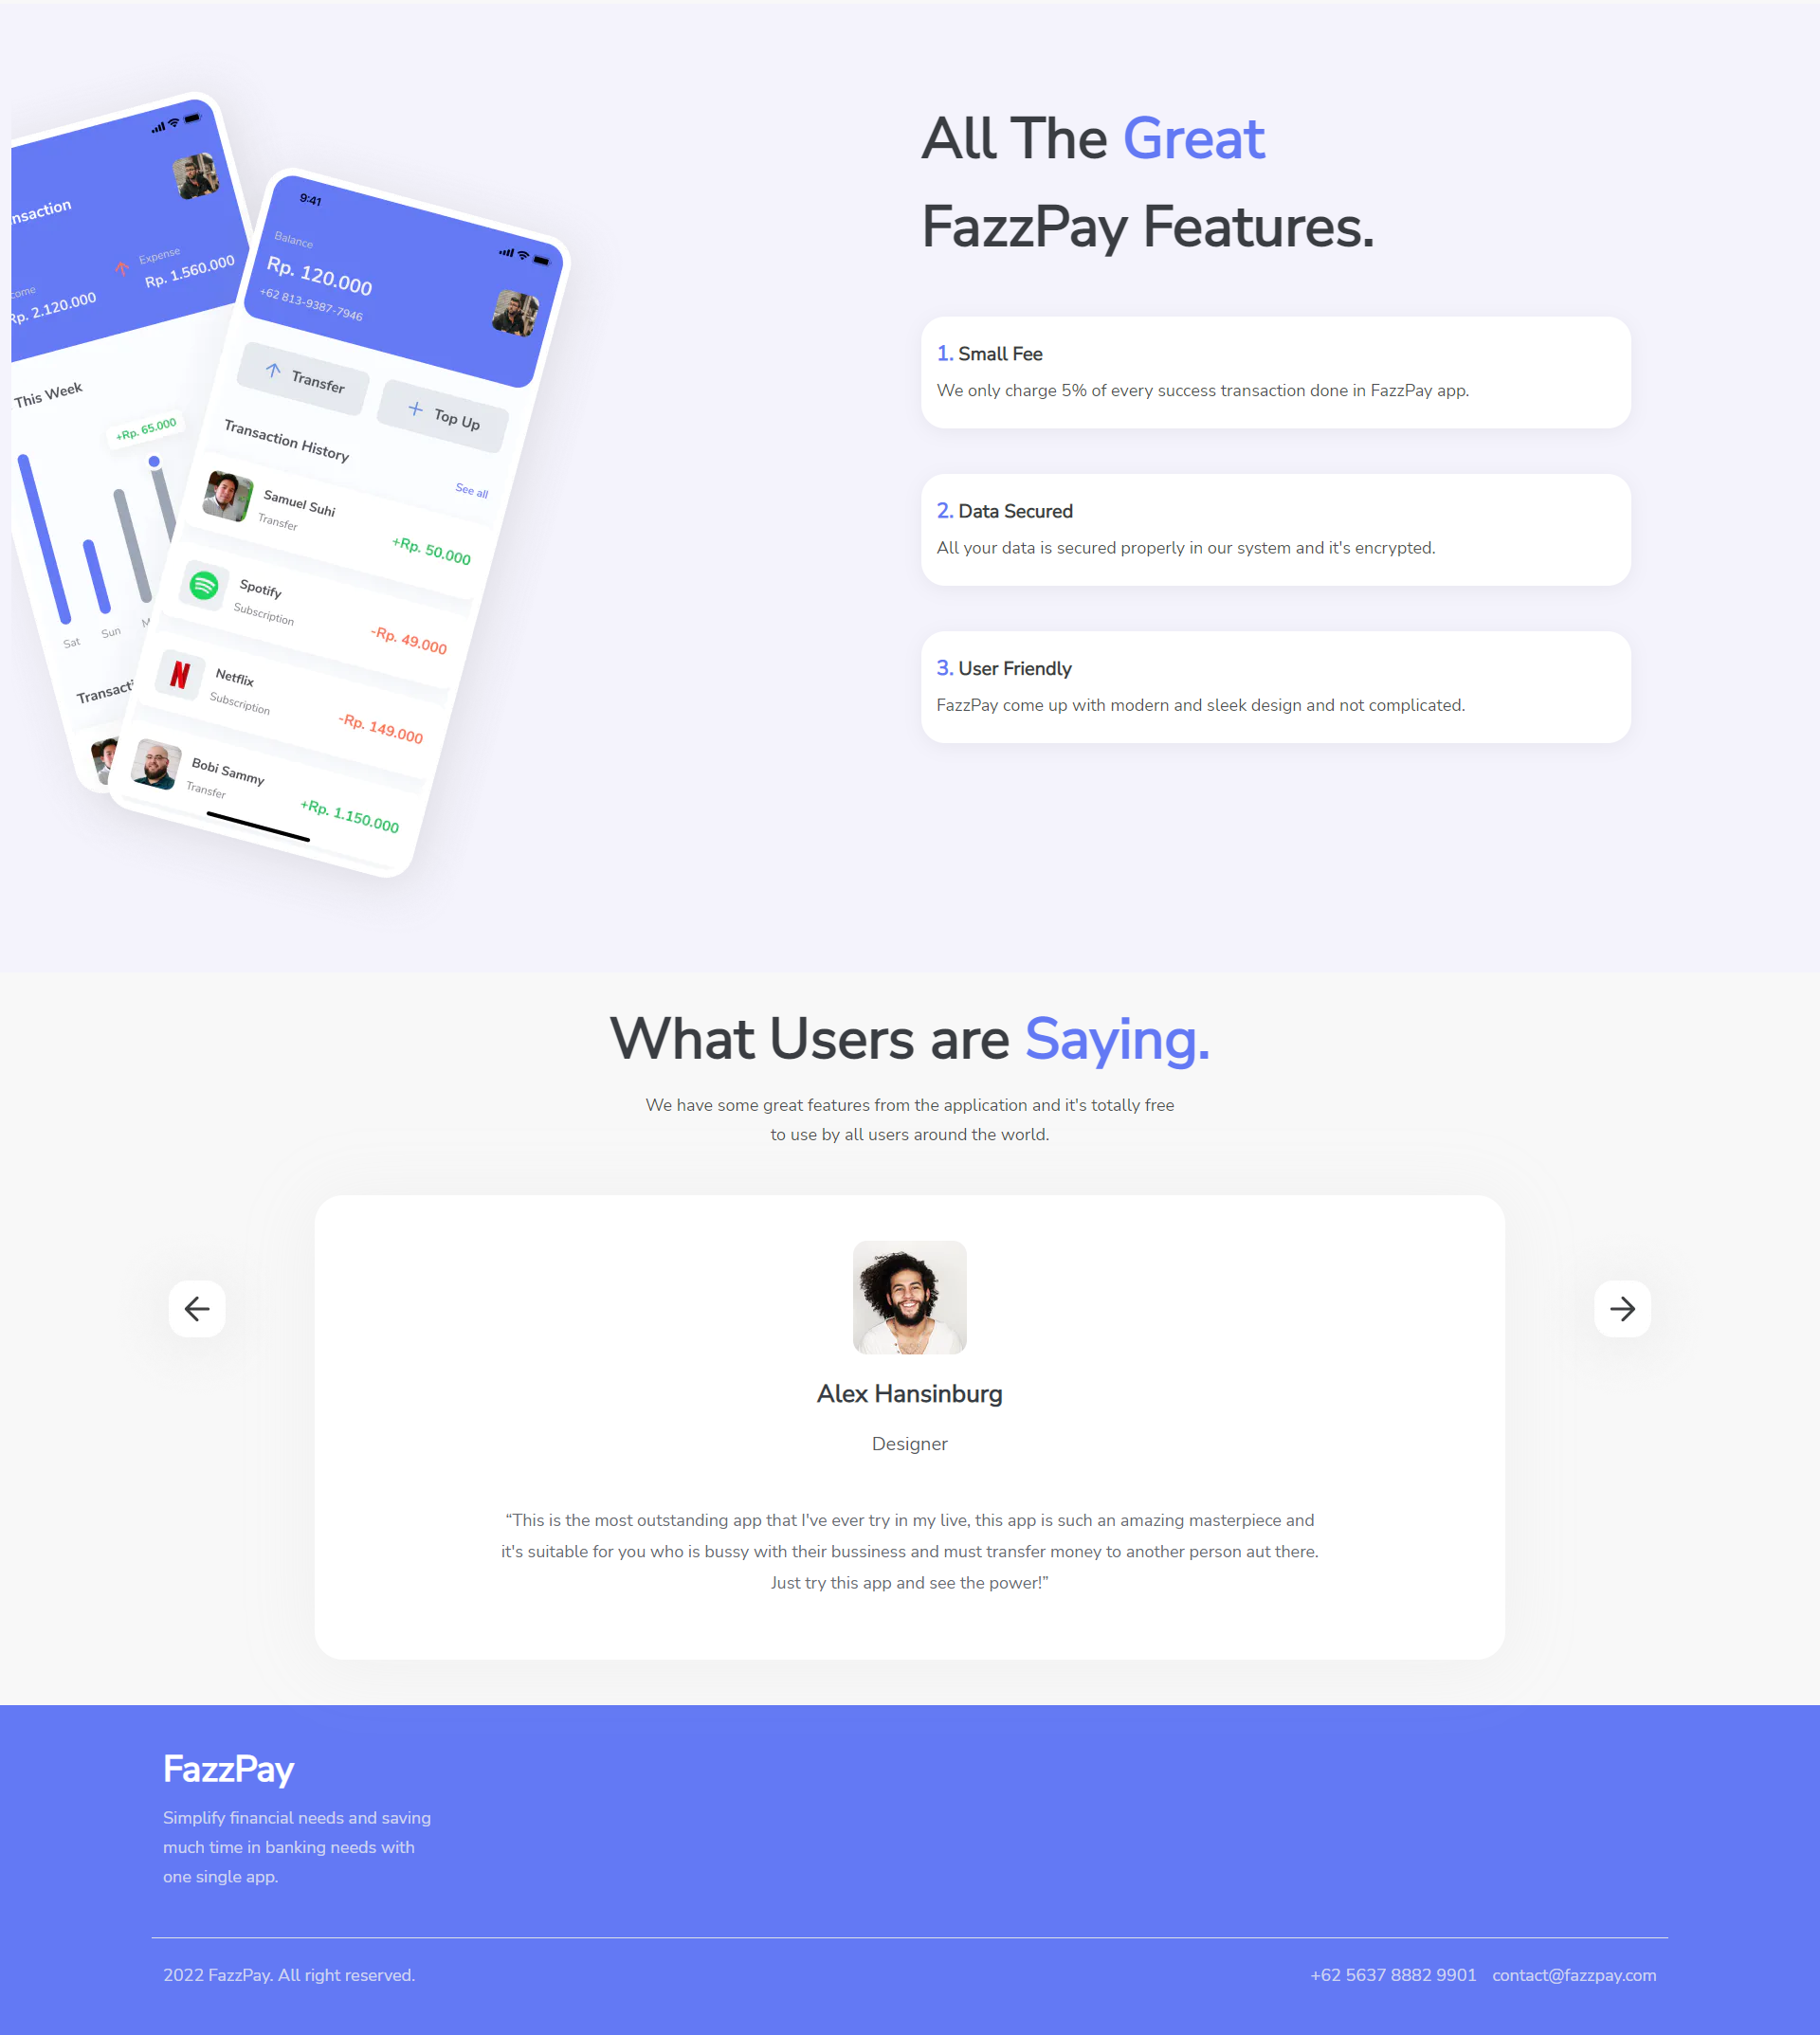 nsaction
Expense
Rp. 1.560.000
come
Rp. 2.120.000
This Week
+Rp. 65.000
Sat
Sun
M
Transacti
9:41
Balance
Rp. 120.000
+62 813-9387-7946
Transfer
Top Up
Transaction History
See all
Samuel Suhi
Transfer
+Rp. 50.000
Spotify
Subscription
-Rp. 49.000
Netflix
Subscription
-Rp. 149.000
Bobi Sammy
Transfer
+Rp. 1.150.000
All The Great
FazzPay Features.
1. Small Fee
We only charge 5% of every success transaction done in FazzPay app.
2. Data Secured
All your data is secured properly in our system and it's encrypted.
3. User Friendly
FazzPay come up with modern and sleek design and not complicated.
What Users are Saying.
We have some great features from the application and it's totally free
to use by all users around the world.
Alex Hansinburg
Designer
“This is the most outstanding app that I've ever try in my live, this app is such an amazing masterpiece and
it's suitable for you who is bussy with their bussiness and must transfer money to another person aut there.
Just try this app and see the power!”
FazzPay
Simplify financial needs and saving
much time in banking needs with
one single app.
2022 FazzPay. All right reserved.
+62 5637 8882 9901 contact@fazzpay.com